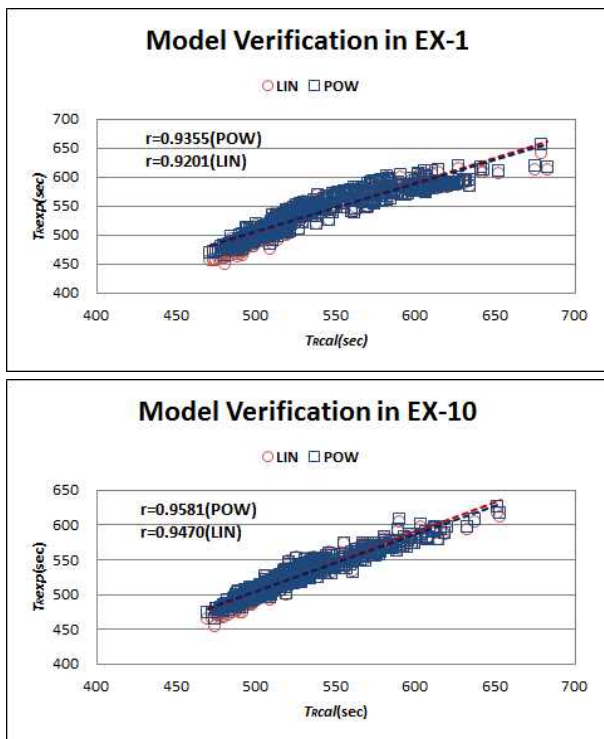 Model Verification in EX-1
LIN POW
r=0.9355(POW)
r=0.9201(LIN)
700
650
600
550
500
450
400
TRexp(sec)
400 450 500 550 600 650 700
TRcal(sec)
Model Verification in EX-10
LIN POW
r=0.9581(POW)
r=0.9470(LIN)
650
600
550
500
450
400
TRexp(sec)
400 450 500 550 600 650 700
TRcal(sec)